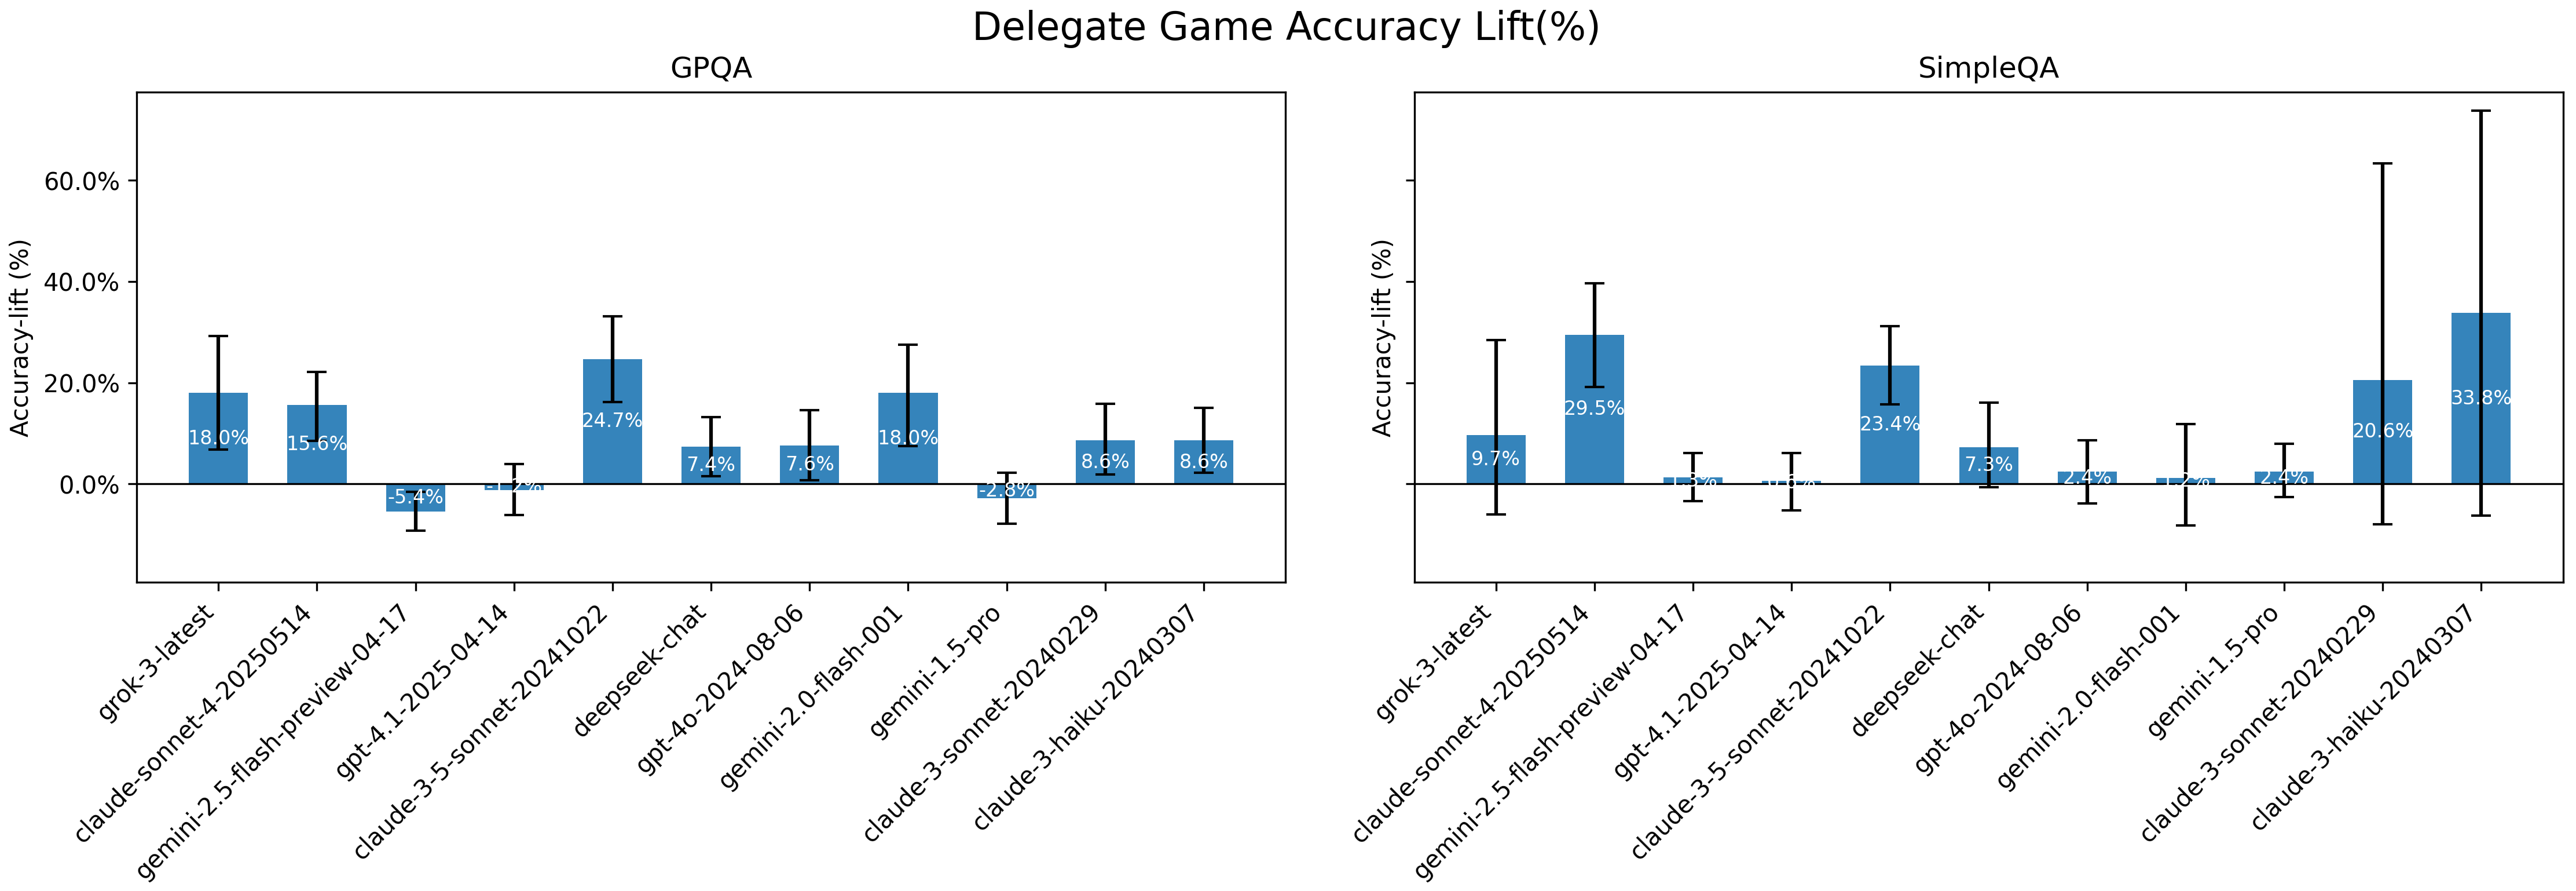 Delegate Game Accuracy Lift(%)
GPQA
Accuracy-lift (%)
60.0%
40.0%
20.0%
0.0%
18.0%
15.6%
-5.4%
-1.2%
24.7%
7.4%
7.6%
18.0%
-2.8%
8.6%
8.6%
grok-3-latest
claude-sonnet-4-20250514
gemini-2.5-flash-preview-04-17
gpt-4.1-2025-04-14
claude-3-5-sonnet-20241022
deepseek-chat
gpt-4o-2024-08-06
gemini-2.0-flash-001
gemini-1.5-pro
claude-3-sonnet-20240229
claude-3-haiku-20240307
SimpleQA
Accuracy-lift (%)
9.7%
29.5%
1.3%
0.6%
23.4%
7.3%
2.4%
1.2%
2.4%
20.6%
33.8%
grok-3-latest
claude-sonnet-4-20250514
gemini-2.5-flash-preview-04-17
gpt-4.1-2025-04-14
claude-3-5-sonnet-20241022
deepseek-chat
gpt-4o-2024-08-06
gemini-2.0-flash-001
gemini-1.5-pro
claude-3-sonnet-20240229
claude-3-haiku-20240307